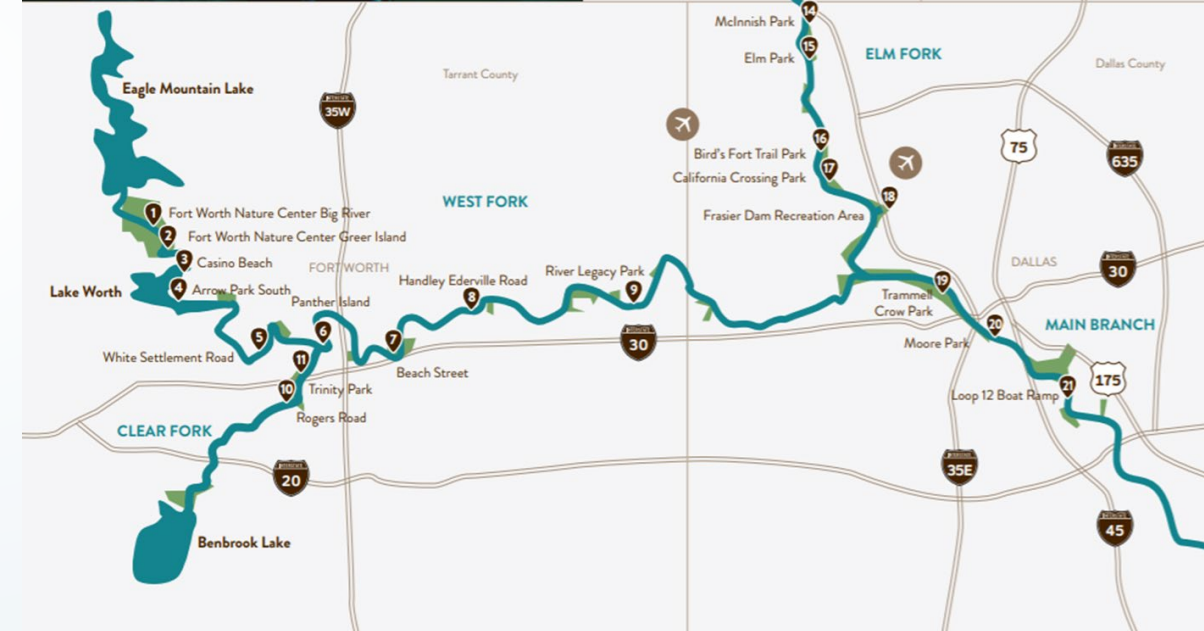 14
McInnish Park
15
Elm Park
ELM FORK
Dallas County
Tarrant County
Eagle Mountain Lake
35W
75
635
16
Bird's Fort Trail Park
17
California Crossing Park
18
Frasier Dam Recreation Area
WEST FORK
1
Fort Worth Nature Center Big River
2
Fort Worth Nature Center Greer Island
3
Casino Beach
FORT WORTH
DALLAS
30
Lake Worth
4
Arrow Park South
Panther Island
Handley Ederville Road
8
River Legacy Park
9
19
Trammell
Crow Park
20
Moore Park
MAIN BRANCH
5
6
7
30
White Settlement Road
11
Beach Street
10
Trinity Park
Rogers Road
Loop 12 Boat Ramp
21
175
CLEAR FORK
20
35E
45
Benbrook Lake